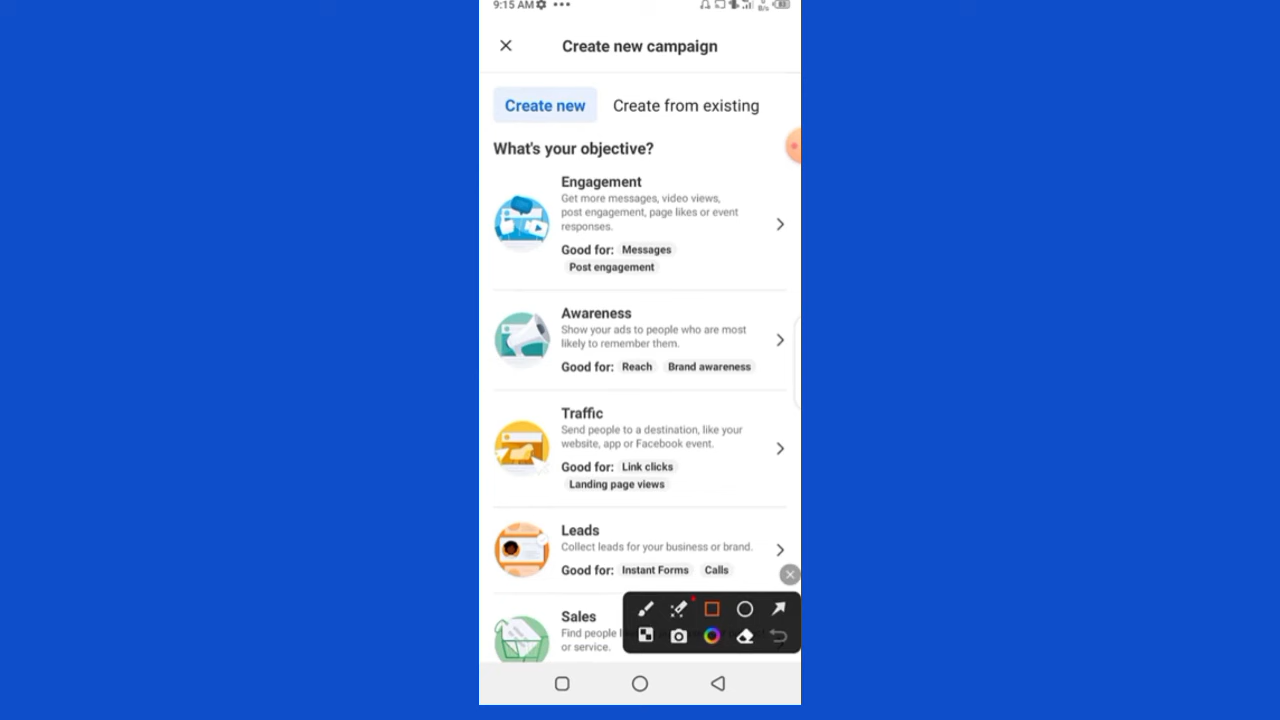 9:15 AM
Create new campaign
Create new
Create from existing
What's your objective?
Engagement
Get more messages, video views,
post engagement, page likes or event
responses.
Good for: Messages
Post engagement
Awareness
Show your ads to people who are most
likely to remember them.
Good for: Reach Brand awareness
Traffic
Send people to a destination, like your
website, app or Facebook event.
Good for: Link clicks
Landing page views
Leads
Collect leads for your business or brand.
Good for: Instant Forms Calls
Sales
Find people
or service.